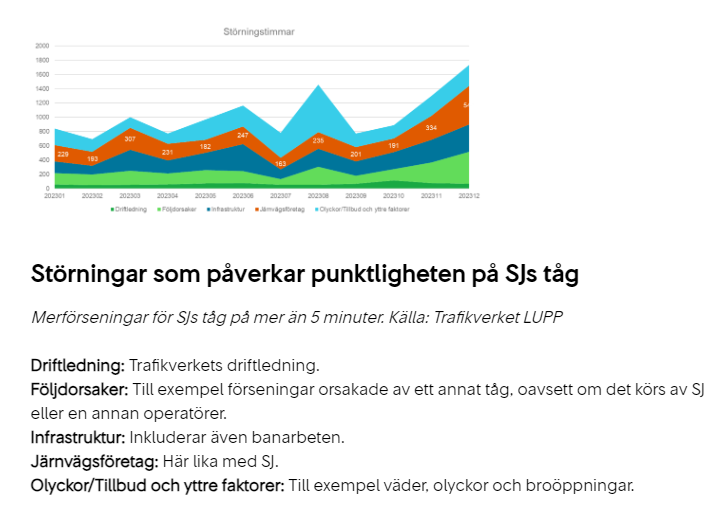 Störningstimmar
2000
1800
1600
1400
1200
1000
800
600
400
200
0
228 193 307 231 182 247 163 235 201 191 334
202301 202302 202303 202304 202305 202306 202307 202308 202309 202310 202311 202312
Driftledning Följdorsaker Infrastruktur Järnvägsföretag Olyckor/Tillbud och yttre faktorer
Störningar som påverkar punktligheten på SJs tåg
Merförseningar för SJs tåg på mer än 5 minuter. Källa: Trafikverket LUPP
Driftledning: Trafikverkets driftledning.
Följdorsaker: Till exempel förseningar orsakade av ett annat tåg, oavsett om det körs av SJ
eller en annan operatörer.
Infrastruktur: Inkluderar även banarbeten.
Järnvägsföretag: Här lika med SJ.
Olyckor/Tillbud och yttre faktorer: Till exempel väder, olyckor och broöppningar.